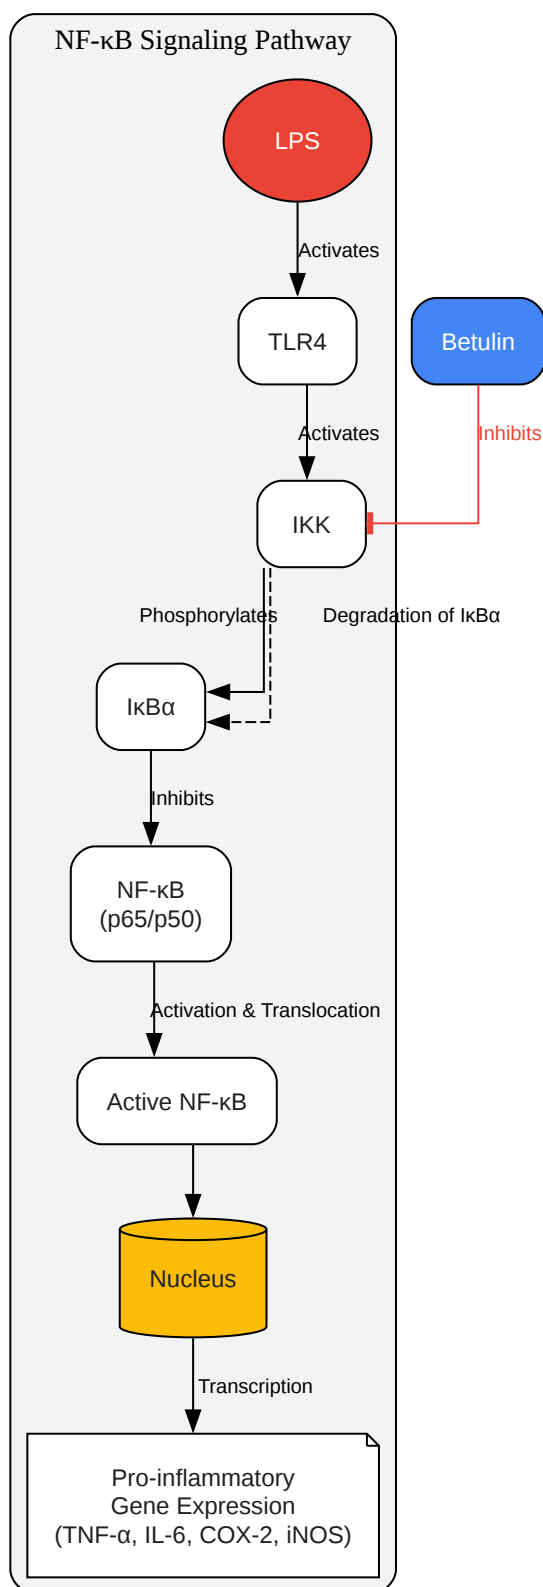 NF-κB Signaling Pathway
LPS
Activates
TLR4
Betulin
Activates
Inhibits
IKK
Phosphorylates
Degradation of IκBα
IκBα
Inhibits
NF-κB
(p65/p50)
Activation & Translocation
Active NF-κB
Nucleus
Transcription
Pro-inflammatory
Gene Expression
(TNF-α, IL-6, COX-2, iNOS)